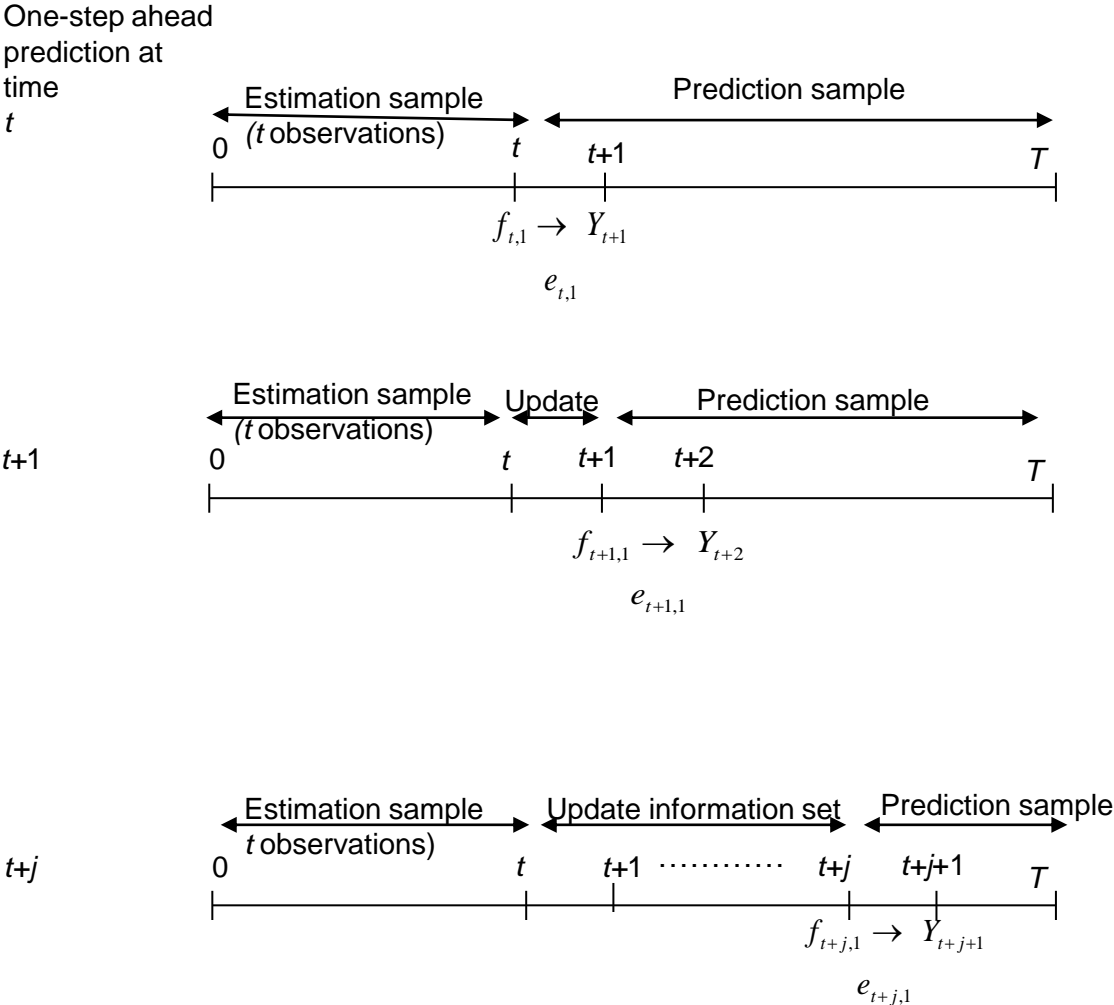 One-step ahead
prediction at
time
t
Estimation sample
(t observations)
Prediction sample
0 t t+1 T
f_{t,1} → Y_{t+1}
e_{t,1}
t+1
Estimation sample
(t observations)
Update
Prediction sample
0 t t+1 t+2 T
f_{t+1,1} → Y_{t+2}
e_{t+1,1}
t+j
Estimation sample
t observations)
Update information set
Prediction sample
0 t t+1 ············ t+j t+j+1 T
f_{t+j,1} → Y_{t+j+1}
e_{t+j,1}